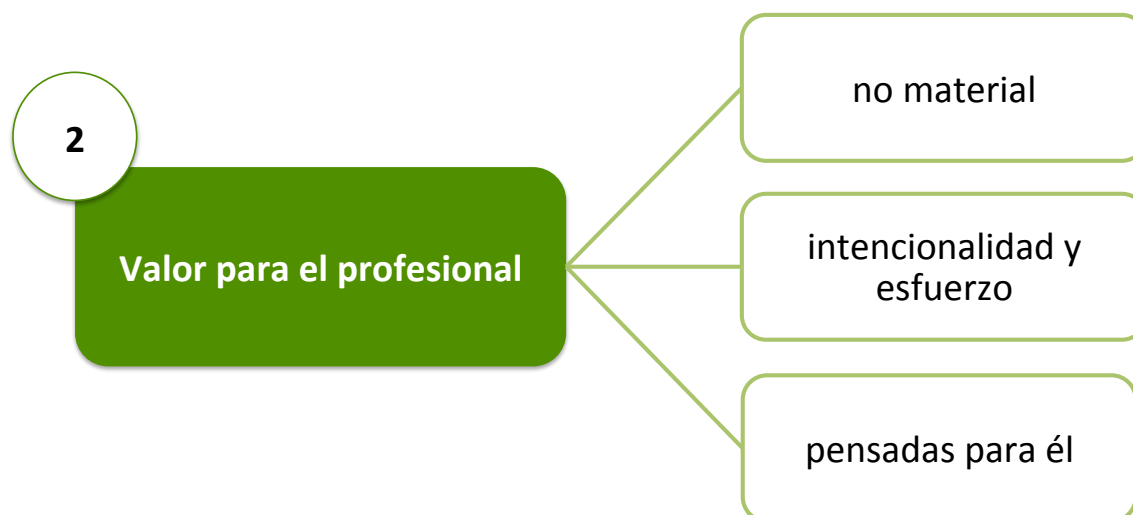 2
Valor para el profesional
no material
intencionalidad y
esfuerzo
pensadas para él